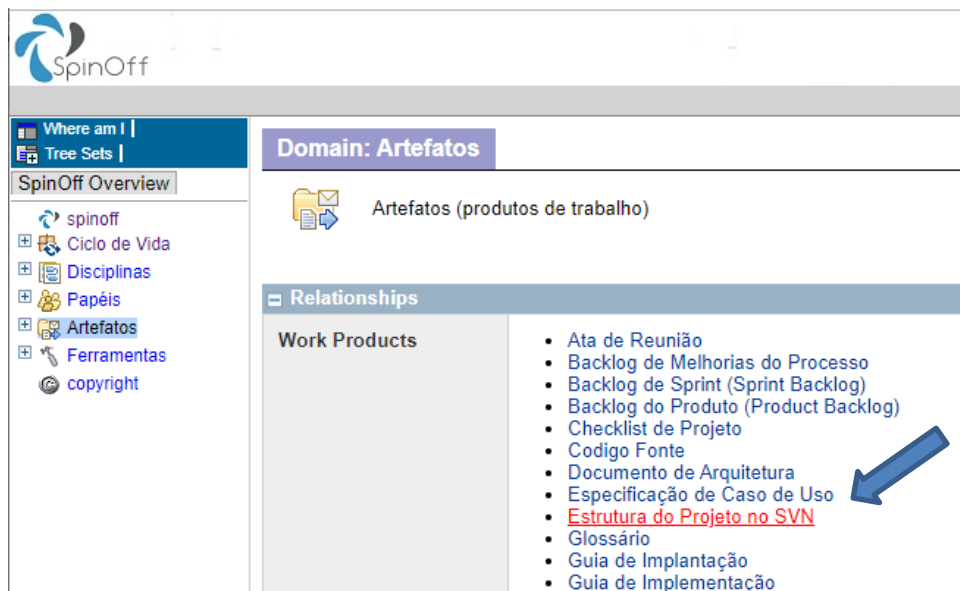 SpinOff
Where am I |
Tree Sets |
SpinOff Overview
spinoff
Ciclo de Vida
Disciplinas
Papéis
Artefatos
Ferramentas
copyright
Domain: Artefatos
Artefatos (produtos de trabalho)
Relationships
Work Products
Ata de Reunião
Backlog de Melhorias do Processo
Backlog de Sprint (Sprint Backlog)
Backlog do Produto (Product Backlog)
Checklist de Projeto
Codigo Fonte
Documento de Arquitetura
Especificação de Caso de Uso
Estrutura do Projeto no SVN
Glossário
Guia de Implantação
Guia de Implementação